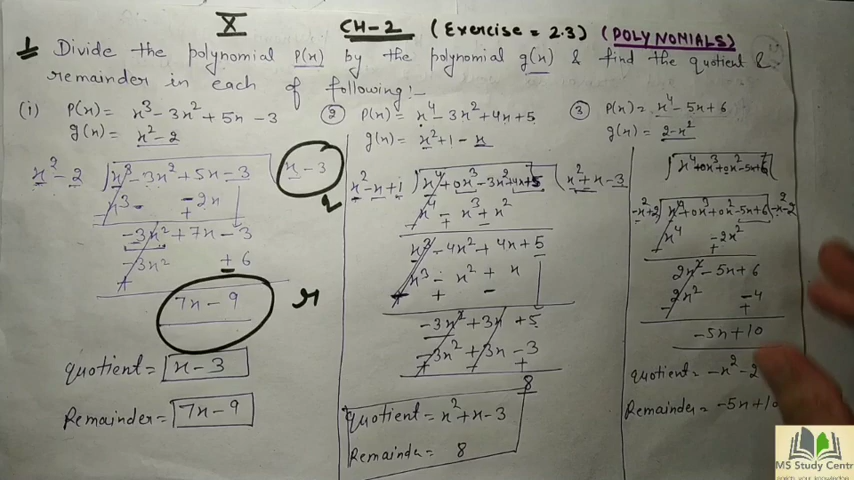 X CH-2 (Exercise = 2.3) (POLYNOMIALS)
1 Divide the polynomial p(x) by the polynomial g(x) & find the quotient &
remainder in each of following:-
(i) P(x) = x³ - 3x² + 5x - 3
g(x) = x² - 2
x² - 2 ) x³ - 3x² + 5x - 3 ( x - 3
x³ - 2x
+
-3x² + 7x - 3
-3x² + 6
+
7x - 9
r
quotient = x - 3
Remainder = 7x - 9
② P(x) = x⁴ - 3x² + 4x + 5
g(x) = x² + 1 - x
x² - x + 1 ) x⁴ + 0x³ - 3x² + 4x + 5 ( x² + x - 3
x⁴ - x³ + x²
x³ - 4x² + 4x + 5
x³ - x² + x
- + -
-3x² + 3x + 5
-3x² + 3x - 3
8
quotient = x² + x - 3
Remainder = 8
③ P(x) = x⁴ - 5x + 6
g(x) = 2 - x²
x⁴ + 0x³ + 0x² - 5x + 6
-x² + 2 ) x⁴ + 0x³ + 0x² - 5x + 6 ( -x² - 2
x⁴ - 2x²
+
2x² - 5x + 6
2x² - 4
- +
-5x + 10
quotient = -x² - 2
Remainder = -5x + 10
MS Study Centr